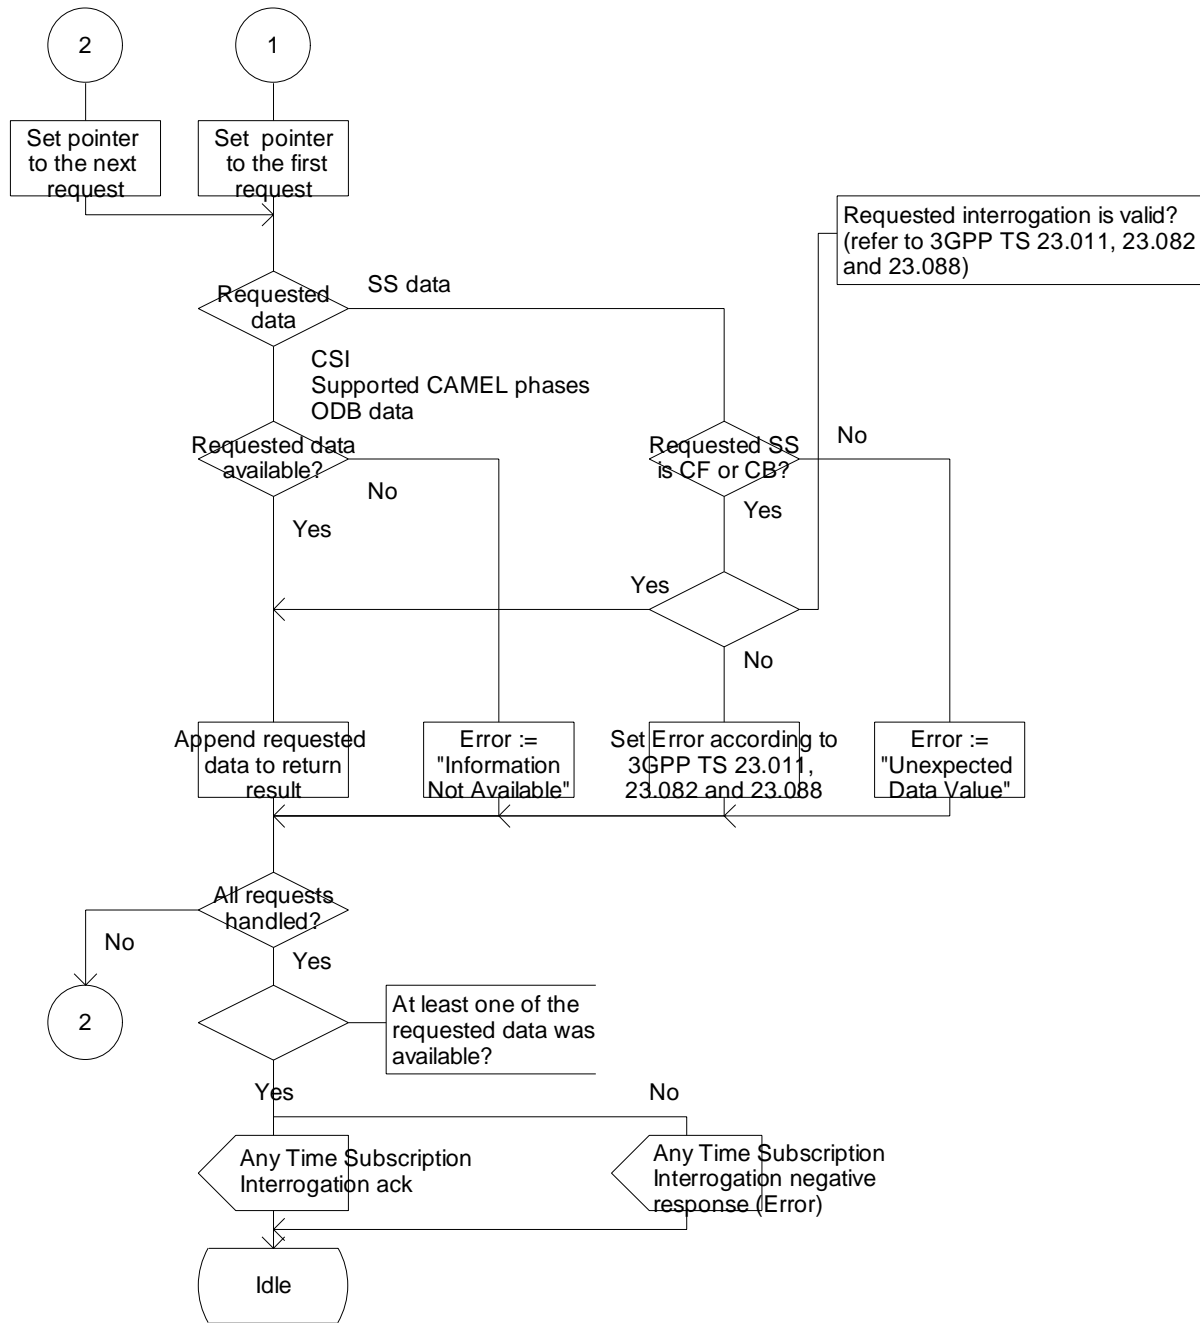 2
1
Set pointer
to the next
request
Set pointer
to the first
request
Requested interrogation is valid?
(refer to 3GPP TS 23.011, 23.082
and 23.088)
Requested
data
SS data
CSI
Supported CAMEL phases
ODB data
Requested data
available?
No
Yes
Requested SS
is CF or CB?
No
Yes
Yes
No
Append requested
data to return
result
Error :=
"Information
Not Available"
Set Error according to
3GPP TS 23.011,
23.082 and 23.088
Error :=
"Unexpected
Data Value"
All requests
handled?
No
Yes
2
At least one of the
requested data was
available?
Yes
No
Any Time Subscription
Interrogation ack
Any Time Subscription
Interrogation negative
response (Error)
Idle